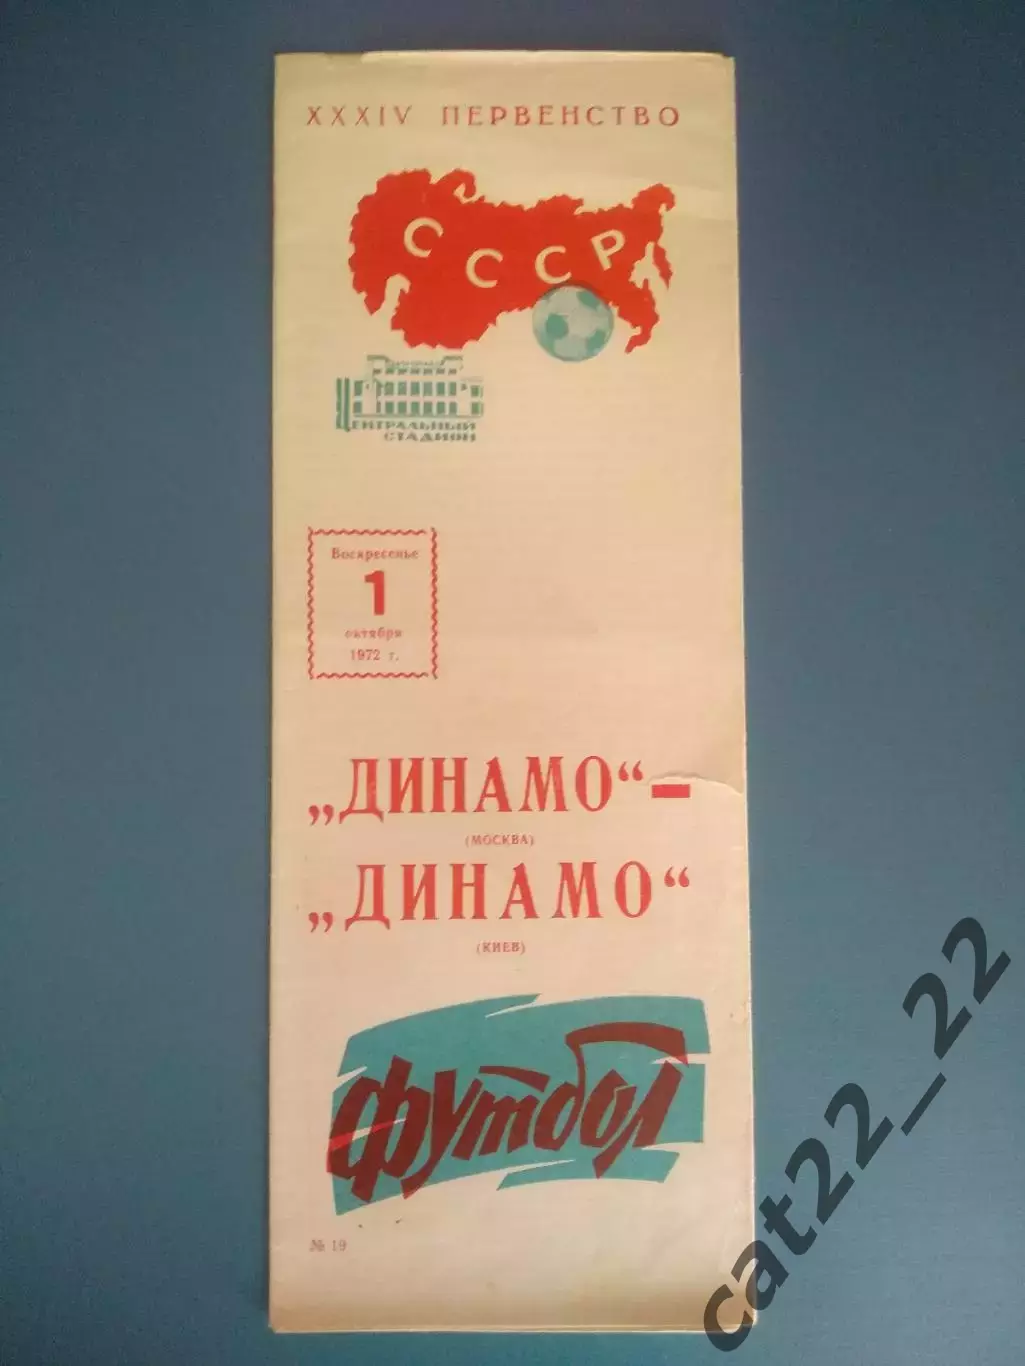 XXXIV ПЕРВЕНСТВО
СССР
ЦЕНТРАЛЬНЫЙ
СТАДИОН
Воскресенье
1
октября
1972 г.
„ДИНАМО“ –
(МОСКВА)
„ДИНАМО“
(КИЕВ)
Футбол
№ 19
cat22_22